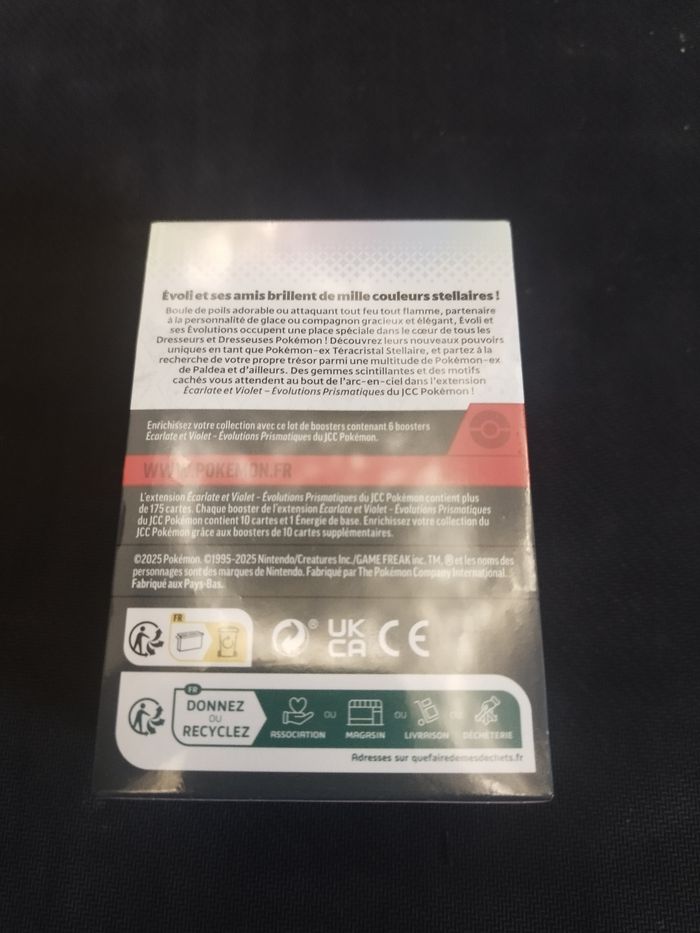 Évoli et ses amis brillent de mille couleurs stellaires !
Boule de poils adorable ou attaquant tout feu tout flamme, partenaire
à la personnalité de glace ou compagnon gracieux et élégant, Évoli et
ses Évolutions occupent une place spéciale dans le cœur de tous les
Dresseurs et Dresseuses Pokémon ! Découvrez leurs nouveaux pouvoirs
uniques en tant que Pokémon-ex Téracristal Stellaire, et partez à la
recherche de votre propre trésor parmi une multitude de Pokémon-ex
de Paldea et d'ailleurs. Des gemmes scintillantes et des motifs
cachés vous attendent au bout de l'arc-en-ciel dans l'extension
Écarlate et Violet – Évolutions Prismatiques du JCC Pokémon !
Enrichissez votre collection avec ce lot de boosters contenant 6 boosters
Écarlate et Violet – Évolutions Prismatiques du JCC Pokémon.
WWW.POKEMON.FR
L'extension Écarlate et Violet – Évolutions Prismatiques du JCC Pokémon contient plus
de 175 cartes. Chaque booster de l'extension Écarlate et Violet – Évolutions Prismatiques
du JCC Pokémon contient 10 cartes et 1 Énergie de base. Enrichissez votre collection du
JCC Pokémon grâce aux boosters de 10 cartes supplémentaires.
©2025 Pokémon. ©1995-2025 Nintendo/Creatures Inc./GAME FREAK inc. TM, ® et les noms des
personnages sont des marques de Nintendo. Fabriqué par The Pokémon Company International.
Fabriqué aux Pays-Bas.
FR
® UK CA CE
FR
DONNEZ
OU
RECYCLEZ
ASSOCIATION OU MAGASIN OU LIVRAISON OU DÉCHÈTERIE
Adresses sur quefairedemesdechets.fr